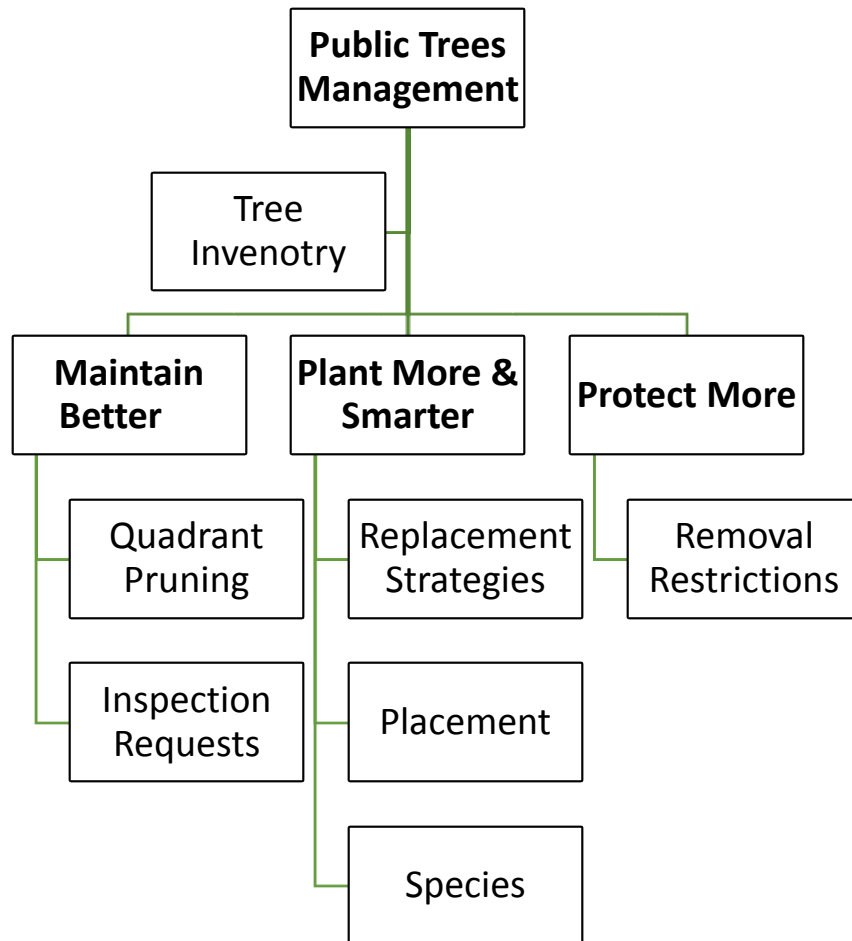 Public Trees
Management
Tree
Invenotry
Maintain
Better
Plant More &
Smarter
Protect More
Quadrant
Pruning
Replacement
Strategies
Removal
Restrictions
Inspection
Requests
Placement
Species